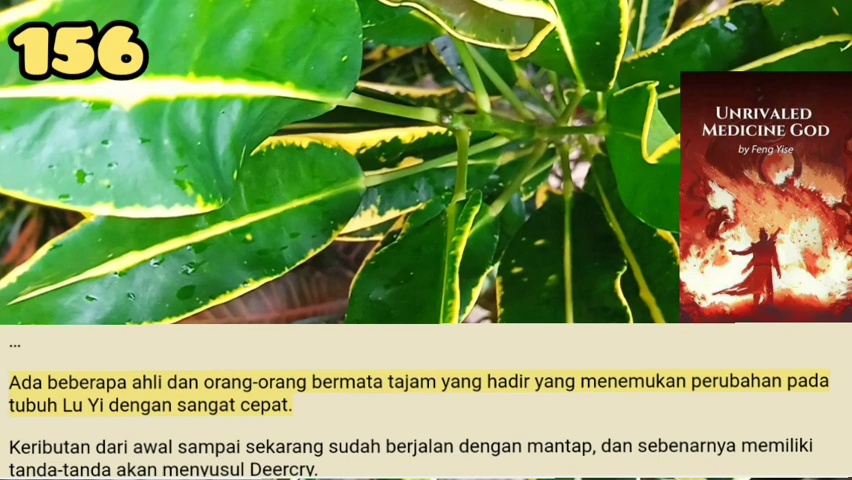 156
UNRIVALED
MEDICINE GOD
by Feng Yise
...
Ada beberapa ahli dan orang-orang bermata tajam yang hadir yang menemukan perubahan pada
tubuh Lu Yi dengan sangat cepat.
Keributan dari awal sampai sekarang sudah berjalan dengan mantap, dan sebenarnya memiliki
tanda-tanda akan menyusul Deercry.